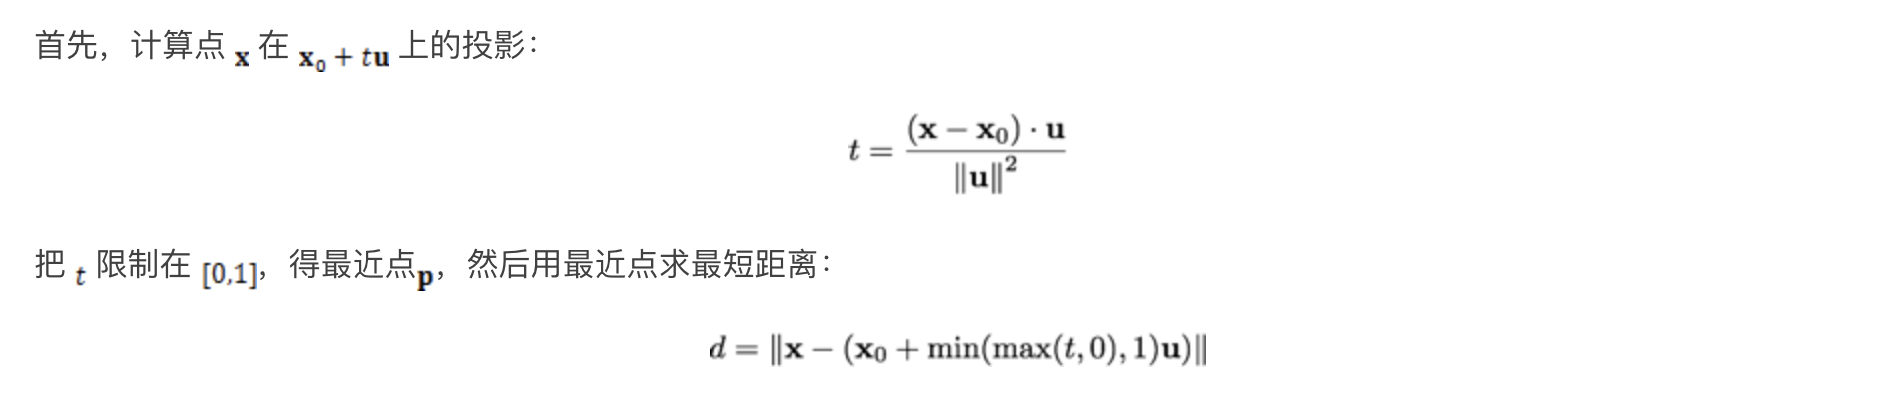 首先，计算点 x 在 x₀ + tu 上的投影：
t = (x − x₀) · u / ‖u‖²
把 t 限制在 [0,1]，得最近点p，然后用最近点求最短距离：
d = ‖x − (x₀ + min(max(t, 0), 1)u)‖